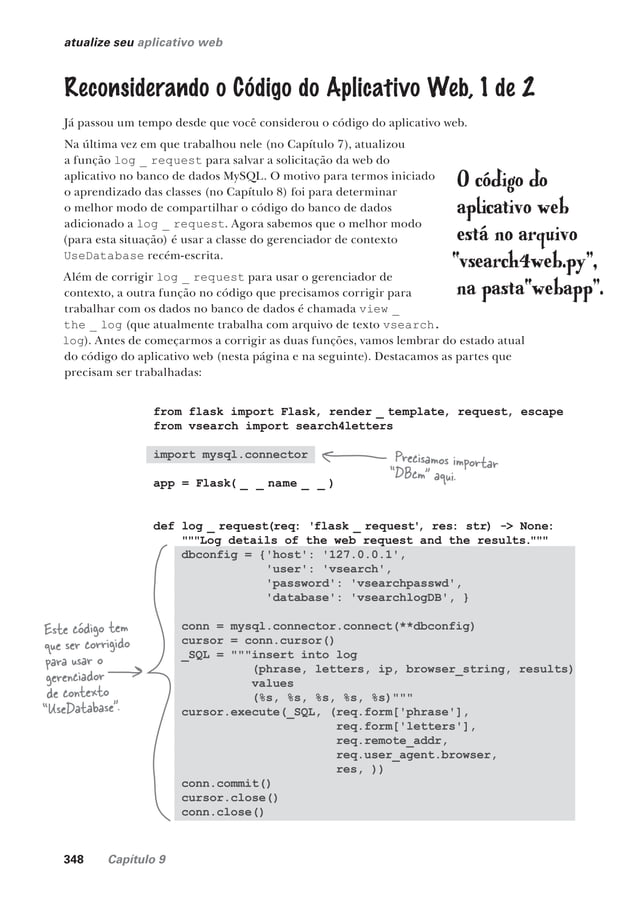 atualize seu aplicativo web
Reconsiderando o Código do Aplicativo Web, 1 de 2
Já passou um tempo desde que você considerou o código do aplicativo web.
Na última vez em que trabalhou nele (no Capítulo 7), atualizou
a função log _ request para salvar a solicitação da web do
aplicativo no banco de dados MySQL. O motivo para termos iniciado
o aprendizado das classes (no Capítulo 8) foi para determinar
o melhor modo de compartilhar o código do banco de dados
adicionado a log _ request. Agora sabemos que o melhor modo
(para esta situação) é usar a classe do gerenciador de contexto
UseDatabase recém-escrita.
Além de corrigir log _ request para usar o gerenciador de
contexto, a outra função no código que precisamos corrigir para
trabalhar com os dados no banco de dados é chamada view _
the _ log (que atualmente trabalha com arquivo de texto vsearch.
log). Antes de começarmos a corrigir as duas funções, vamos lembrar do estado atual
do código do aplicativo web (nesta página e na seguinte). Destacamos as partes que
precisam ser trabalhadas:
O código do
aplicativo web
está no arquivo
"vsearch4web.py",
na pasta"webapp".
from flask import Flask, render _ template, request, escape
from vsearch import search4letters
import mysql.connector
Precisamos importar
"DBcm" aqui.
app = Flask( _ _ name _ _ )
def log _ request(req: 'flask _ request', res: str) -> None:
"""Log details of the web request and the results."""
dbconfig = {'host': '127.0.0.1',
'user': 'vsearch',
'password': 'vsearchpasswd',
'database': 'vsearchlogDB', }
conn = mysql.connector.connect(**dbconfig)
cursor = conn.cursor()
_SQL = """insert into log
(phrase, letters, ip, browser_string, results)
values
(%s, %s, %s, %s, %s)"""
cursor.execute(_SQL, (req.form['phrase'],
req.form['letters'],
req.remote_addr,
req.user_agent.browser,
res, ))
conn.commit()
cursor.close()
conn.close()
Este código tem
que ser corrigido
para usar o
gerenciador
de contexto
"UseDatabase".
348 Capítulo 9